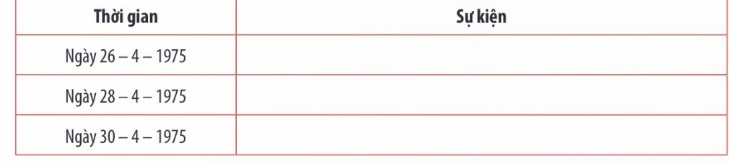 Thời gian Sự kiện
Ngày 26 – 4 – 1975
Ngày 28 – 4 – 1975
Ngày 30 – 4 – 1975